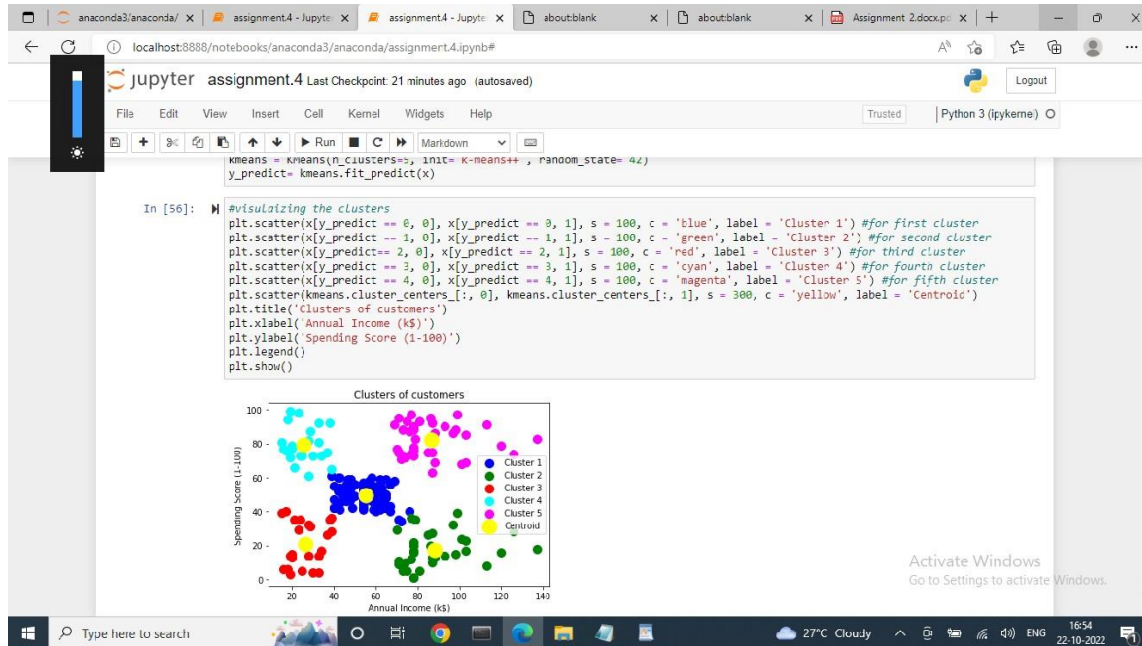 anaconda3/anaconda/
assignment.4 - Jupyte
assignment.4 - Jupyte
about:blank
about:blank
Assignment 2.docx.pd
localhost:8888/notebooks/anaconda3/anaconda/assignment.4.ipynb#
jupyter assignment.4 Last Checkpoint: 21 minutes ago (autosaved)
Logout
File Edit View Insert Cell Kernel Widgets Help
Trusted
Python 3 (ipykernel)
Run
Markdown
kmeans = KMeans(n_clusters=5, init= 'k-means++', random_state= 42)
y_predict= kmeans.fit_predict(x)
In [56]:
#visulaizing the clusters
plt.scatter(x[y_predict == 0, 0], x[y_predict == 0, 1], s = 100, c = 'blue', label = 'Cluster 1') #for first cluster
plt.scatter(x[y_predict == 1, 0], x[y_predict == 1, 1], s = 100, c = 'green', label = 'Cluster 2') #for second cluster
plt.scatter(x[y_predict== 2, 0], x[y_predict == 2, 1], s = 100, c = 'red', label = 'Cluster 3') #for third cluster
plt.scatter(x[y_predict == 3, 0], x[y_predict == 3, 1], s = 100, c = 'cyan', label = 'Cluster 4') #for fourth cluster
plt.scatter(x[y_predict == 4, 0], x[y_predict == 4, 1], s = 100, c = 'magenta', label = 'Cluster 5') #for fifth cluster
plt.scatter(kmeans.cluster_centers_[:, 0], kmeans.cluster_centers_[:, 1], s = 300, c = 'yellow', label = 'Centroid')
plt.title('Clusters of customers')
plt.xlabel('Annual Income (k$)')
plt.ylabel('Spending Score (1-100)')
plt.legend()
plt.show()
Clusters of customers
100
80
60
40
20
0
Spending Score (1-100)
Cluster 1
Cluster 2
Cluster 3
Cluster 4
Cluster 5
Centroid
20 40 60 80 100 120 140
Annual Income (k$)
Activate Windows
Go to Settings to activate Windows.
Type here to search
27°C Cloudy
ENG
16:54
22-10-2022
1